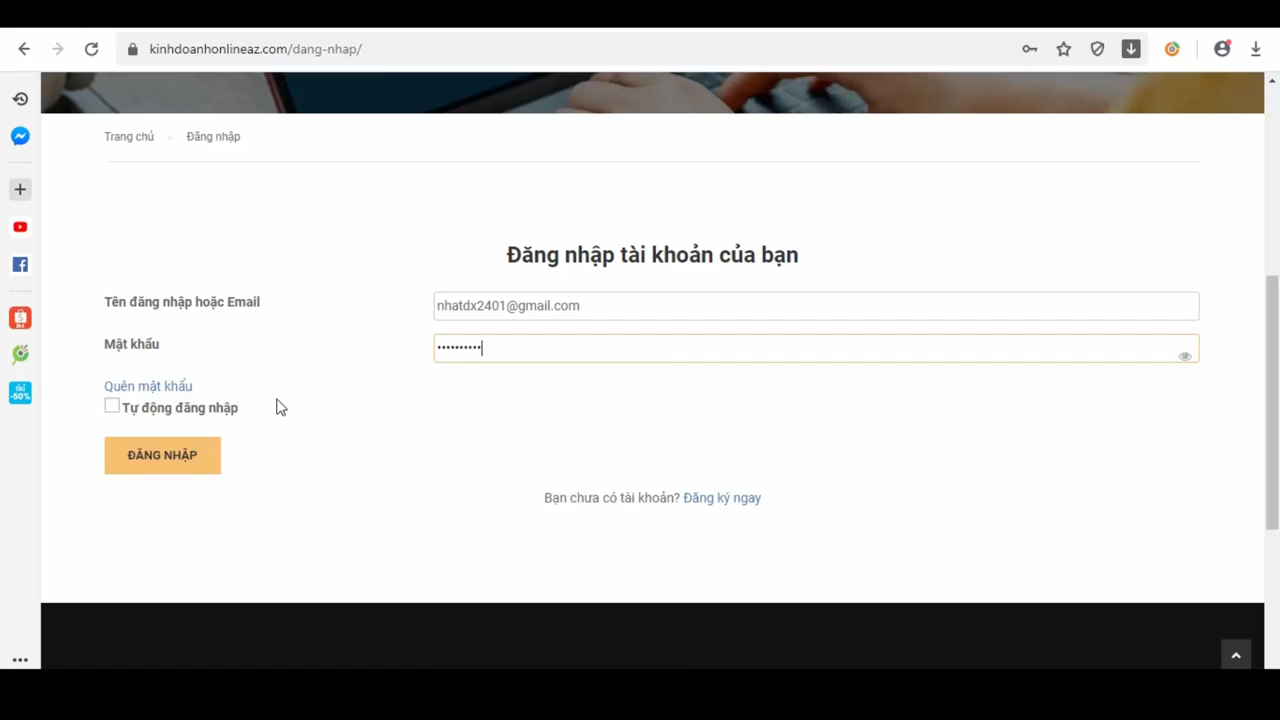 kinhdoanhonlineaz.com/dang-nhap/
Trang chủ Đăng nhập
Đăng nhập tài khoản của bạn
Tên đăng nhập hoặc Email
nhatdx2401@gmail.com
Mật khẩu
••••••••••
Quên mật khẩu
Tự động đăng nhập
ĐĂNG NHẬP
Bạn chưa có tài khoản? Đăng ký ngay
TIKI
-50%